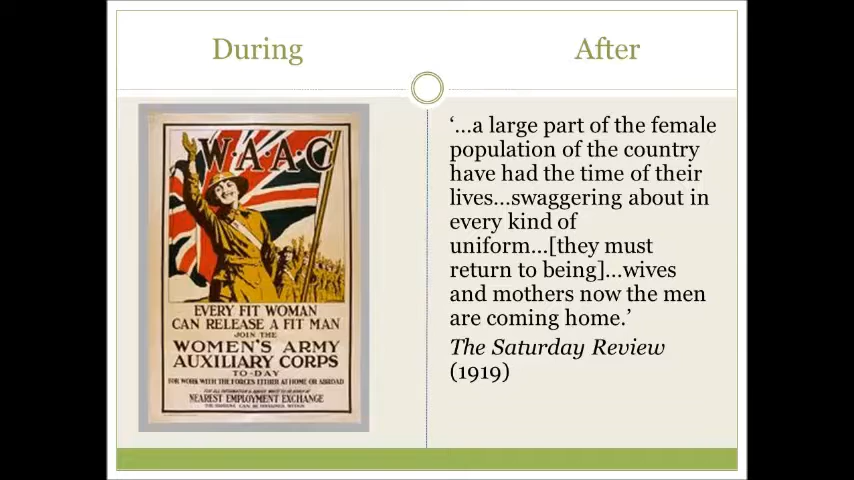 During
After
W·A·A·C
EVERY FIT WOMAN
CAN RELEASE A FIT MAN
JOIN THE
WOMEN'S ARMY
AUXILIARY CORPS
TO-DAY
FOR WORK WITH THE FORCES EITHER AT HOME OR ABROAD
NEAREST EMPLOYMENT EXCHANGE
‘…a large part of the female
population of the country
have had the time of their
lives…swaggering about in
every kind of
uniform…[they must
return to being]…wives
and mothers now the men
are coming home.’
The Saturday Review
(1919)